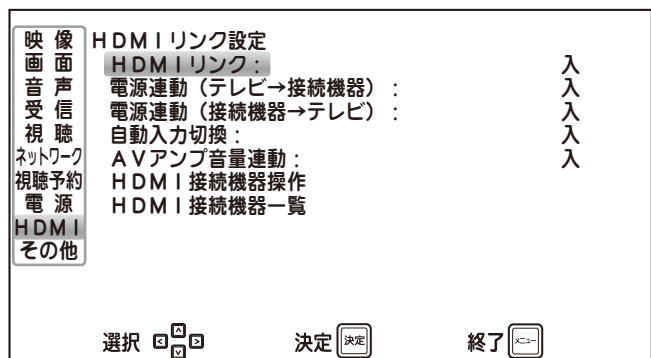 映 像
画 面
音 声
受 信
視 聴
ネットワーク
視聴予約
電 源
HDMI
その他
HDMIリンク設定
HDMIリンク： 入
電源連動（テレビ→接続機器）： 入
電源連動（接続機器→テレビ）： 入
自動入力切換： 入
AVアンプ音量連動： 入
HDMI接続機器操作
HDMI接続機器一覧
選択 決定 決定 終了 メニュー